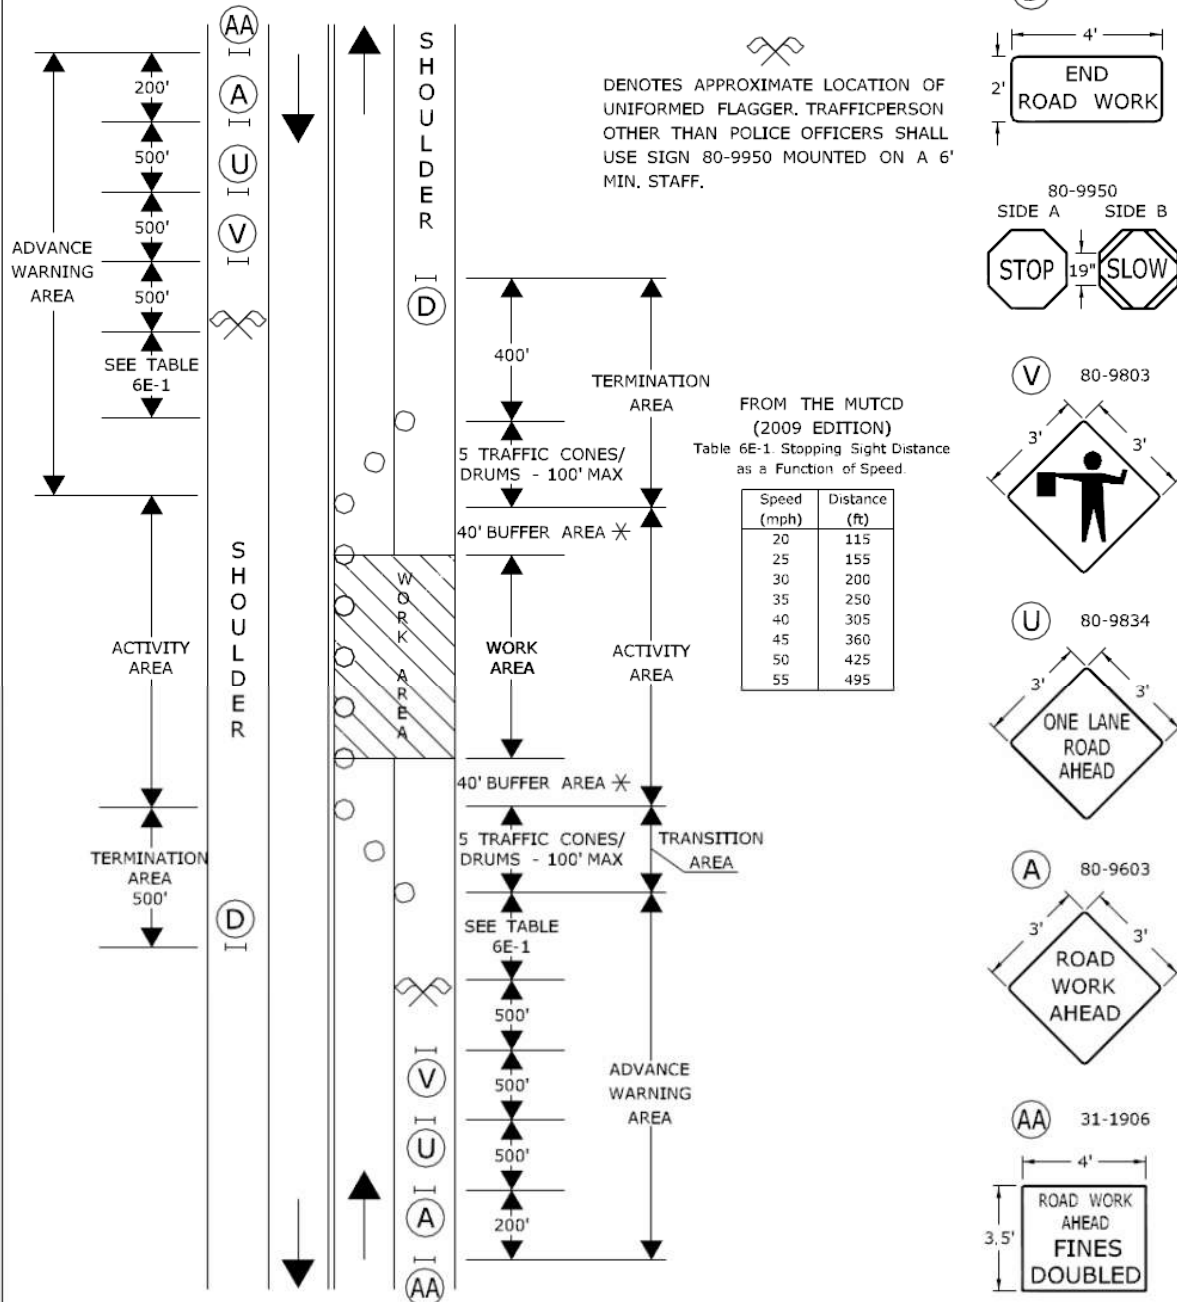 AA
A
U
V
200'
500'
500'
500'
SEE TABLE
6E-1
ADVANCE
WARNING
AREA
SHOULDER
ACTIVITY
AREA
TERMINATION
AREA
500'
D
SHOULDER
D
400'
TERMINATION
AREA
5 TRAFFIC CONES/
DRUMS - 100' MAX
40' BUFFER AREA *
WORK AREA
WORK
AREA
ACTIVITY
AREA
40' BUFFER AREA *
5 TRAFFIC CONES/
DRUMS - 100' MAX
TRANSITION
AREA
SEE TABLE
6E-1
500'
500'
500'
200'
V
U
A
AA
ADVANCE
WARNING
AREA
DENOTES APPROXIMATE LOCATION OF
UNIFORMED FLAGGER. TRAFFICPERSON
OTHER THAN POLICE OFFICERS SHALL
USE SIGN 80-9950 MOUNTED ON A 6'
MIN. STAFF.
FROM THE MUTCD
(2009 EDITION)
Table 6E-1. Stopping Sight Distance
as a Function of Speed.
Speed Distance
(mph) (ft)
20 115
25 155
30 200
35 250
40 305
45 360
50 425
55 495
4'
2'
END
ROAD WORK
80-9950
SIDE A SIDE B
STOP 19" SLOW
V 80-9803
3' 3'
U 80-9834
3' 3'
ONE LANE
ROAD
AHEAD
A 80-9603
3' 3'
ROAD
WORK
AHEAD
AA 31-1906
4'
3.5'
ROAD WORK
AHEAD
FINES
DOUBLED